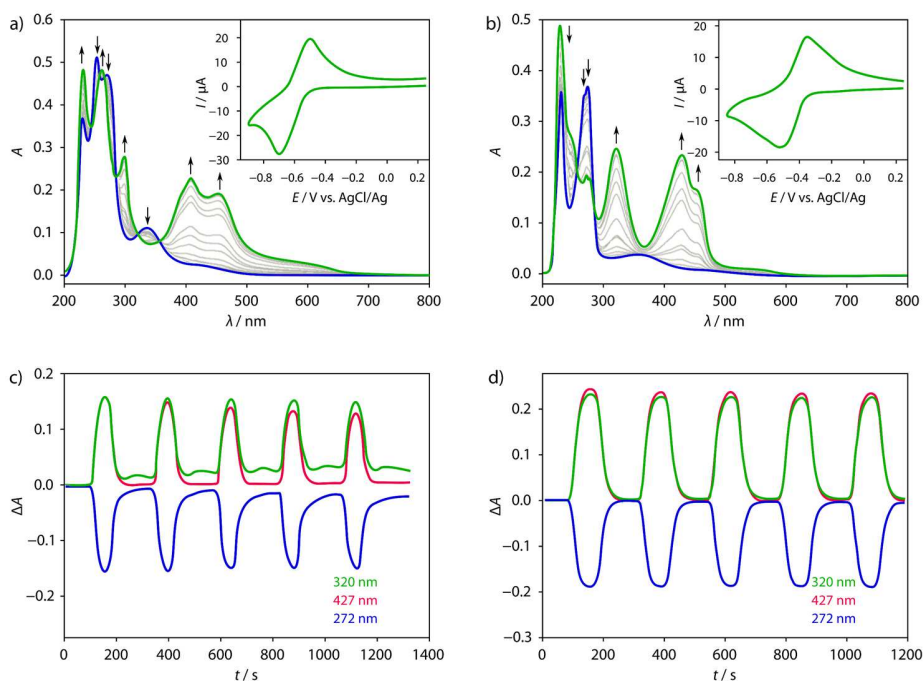 a)
0.6
0.5
0.4
0.3
0.2
0.1
0.0
A
200 300 400 500 600 700 800
λ / nm
20
10
0
−10
−20
−30
I / µA
−0.8 −0.6 −0.4 −0.2 0.0 0.2
E / V vs. AgCl/Ag
b)
0.5
0.4
0.3
0.2
0.1
0.0
A
200 300 400 500 600 700 800
λ / nm
20
10
0
−10
−20
I / µA
−0.8 −0.6 −0.4 −0.2 0.0 0.2
E / V vs. AgCl/Ag
c)
0.2
0.1
0.0
−0.1
−0.2
ΔA
320 nm
427 nm
272 nm
0 200 400 600 800 1000 1200 1400
t / s
d)
0.2
0.1
0.0
−0.1
−0.2
−0.3
ΔA
320 nm
427 nm
272 nm
0 200 400 600 800 1000 1200
t / s